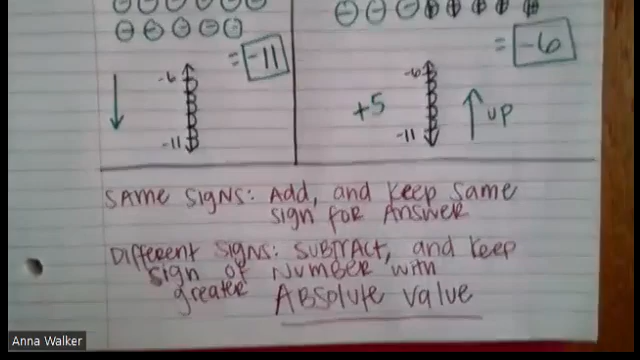 = -11
= -6
-6
-11
+5
-6
-11
UP
SAME SIGNS: Add, and Keep Same
sign for Answer
DIFFERENT SIGNS: SUBTRACT, and Keep
sign of Number with
greater ABSolute value
Anna Walker